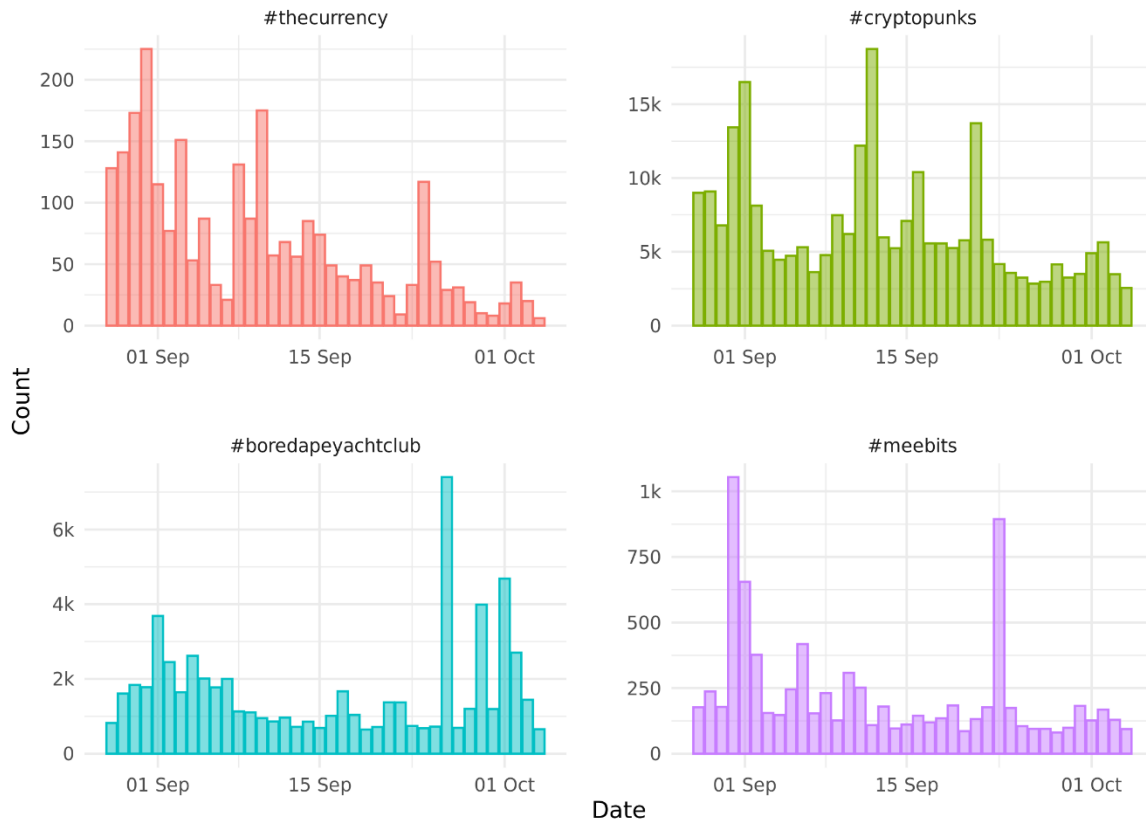 #thecurrency
200
150
100
50
0
01 Sep 15 Sep 01 Oct
#cryptopunks
15k
10k
5k
0
01 Sep 15 Sep 01 Oct
Count
#boredapeyachtclub
6k
4k
2k
0
01 Sep 15 Sep 01 Oct
#meebits
1k
750
500
250
0
01 Sep 15 Sep 01 Oct
Date